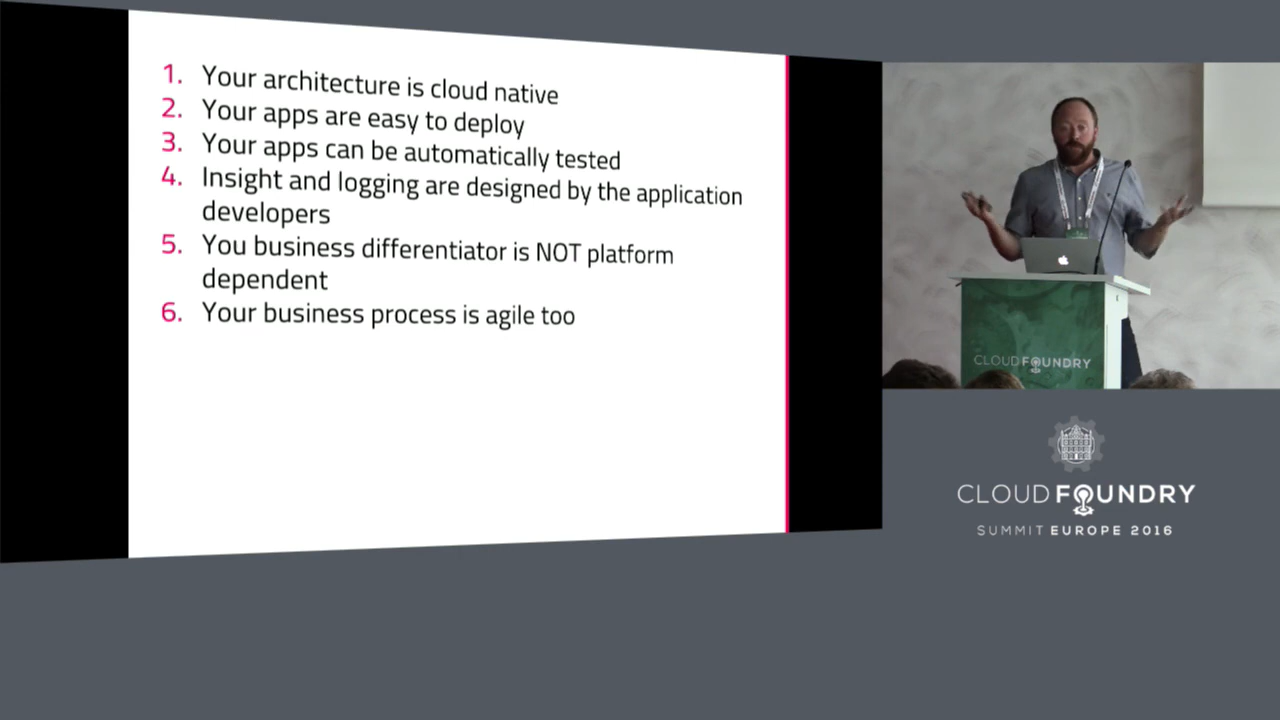 1. Your architecture is cloud native
2. Your apps are easy to deploy
3. Your apps can be automatically tested
4. Insight and logging are designed by the application
developers
5. You business differentiator is NOT platform
dependent
6. Your business process is agile too
CLOUD FOUNDRY
CLOUD FOUNDRY
SUMMIT EUROPE 2016